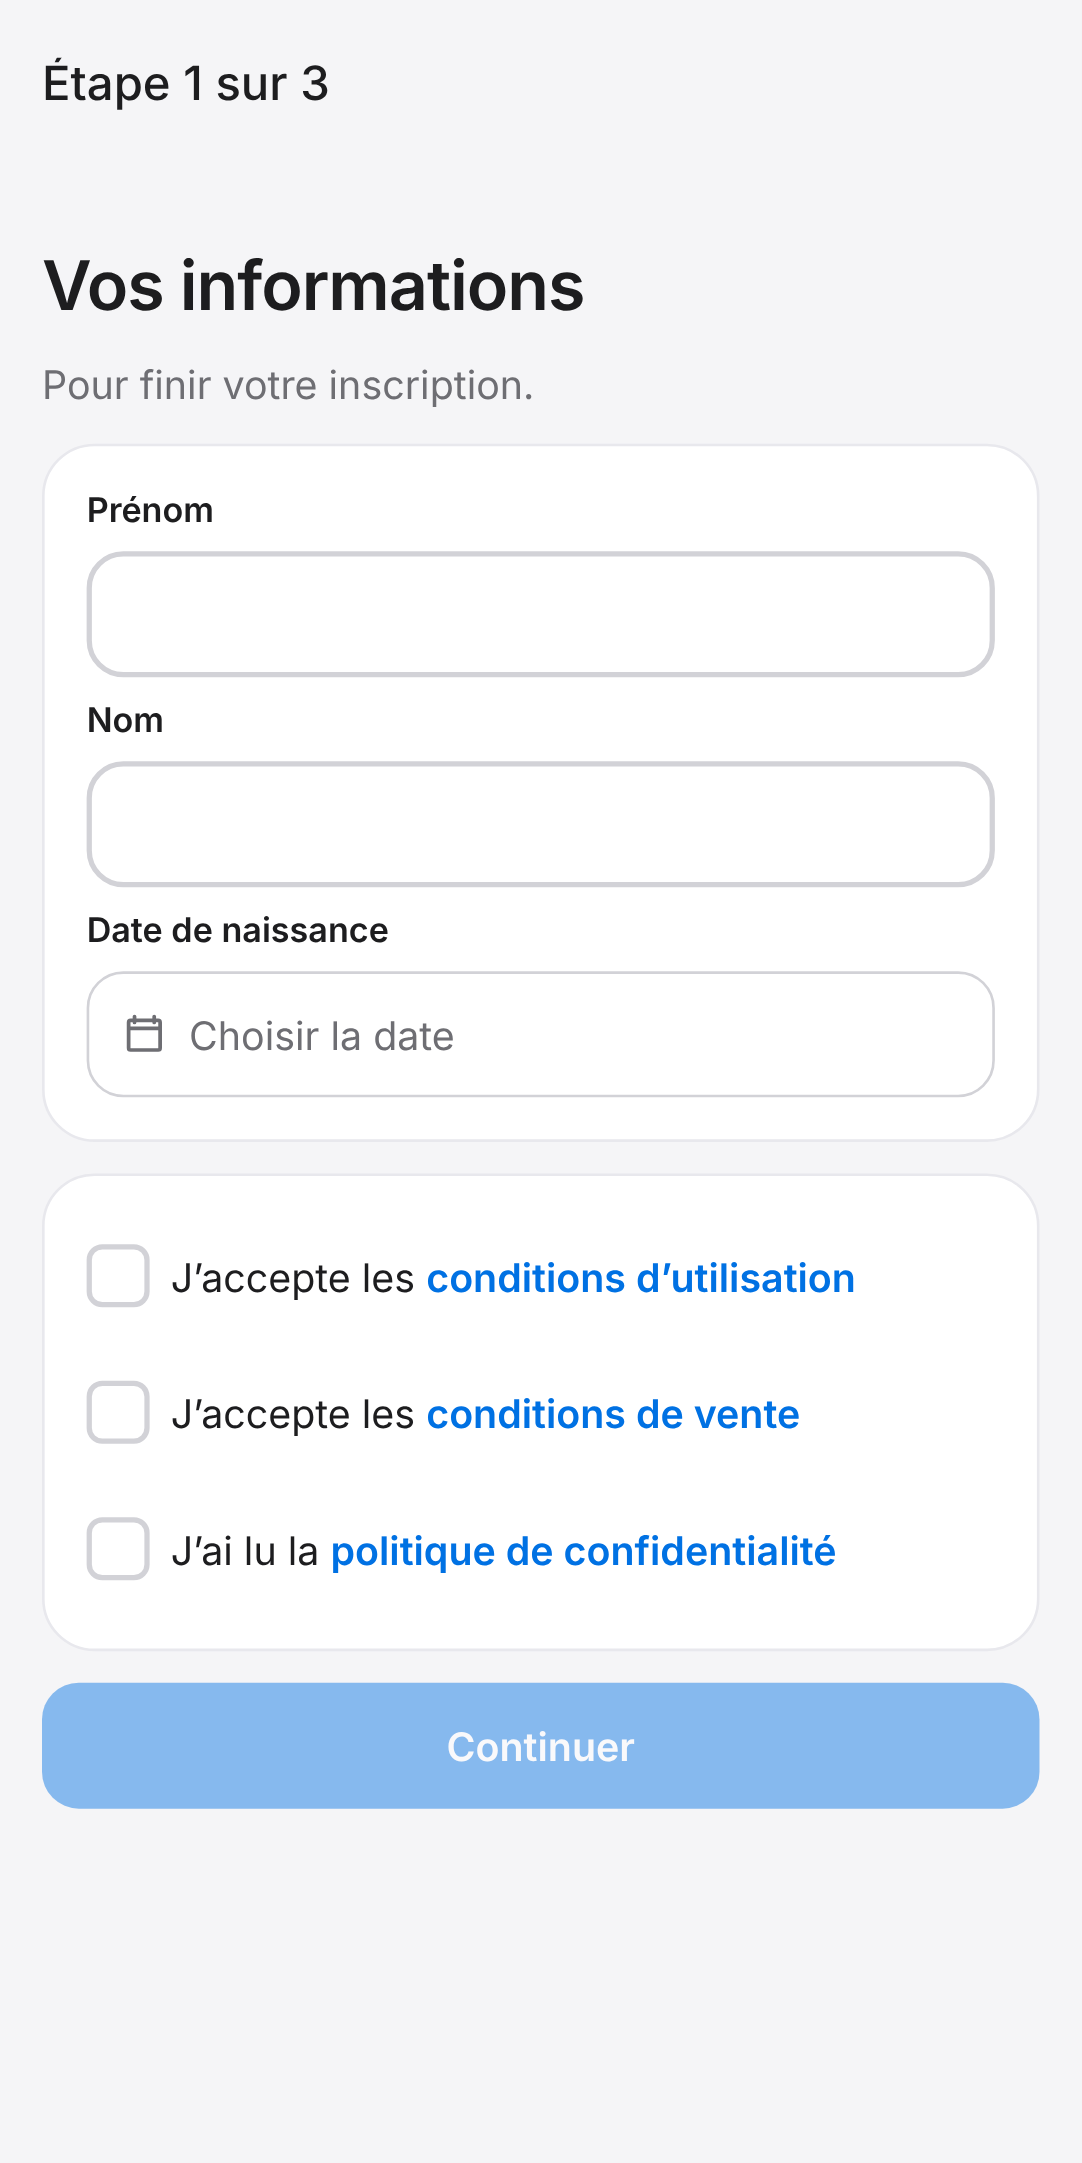 Étape 1 sur 3
Vos informations
Pour finir votre inscription.
Prénom
Nom
Date de naissance
Choisir la date
J’accepte les conditions d’utilisation
J’accepte les conditions de vente
J’ai lu la politique de confidentialité
Continuer